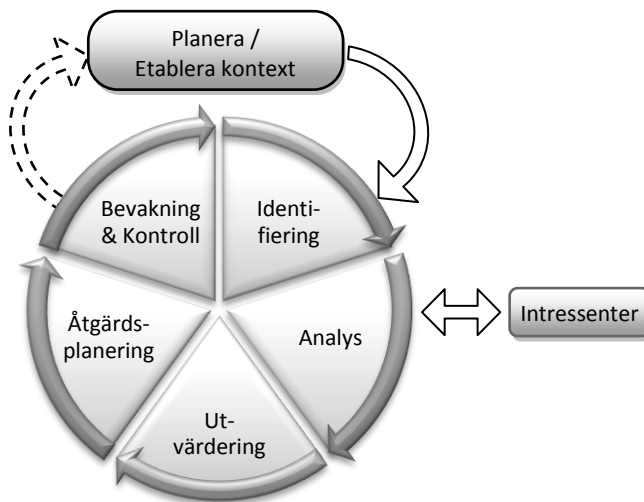 Planera /
Etablera kontext
Bevakning
& Kontroll
Identi-
fiering
Åtgärds-
planering
Analys
Intressenter
Ut-
värdering